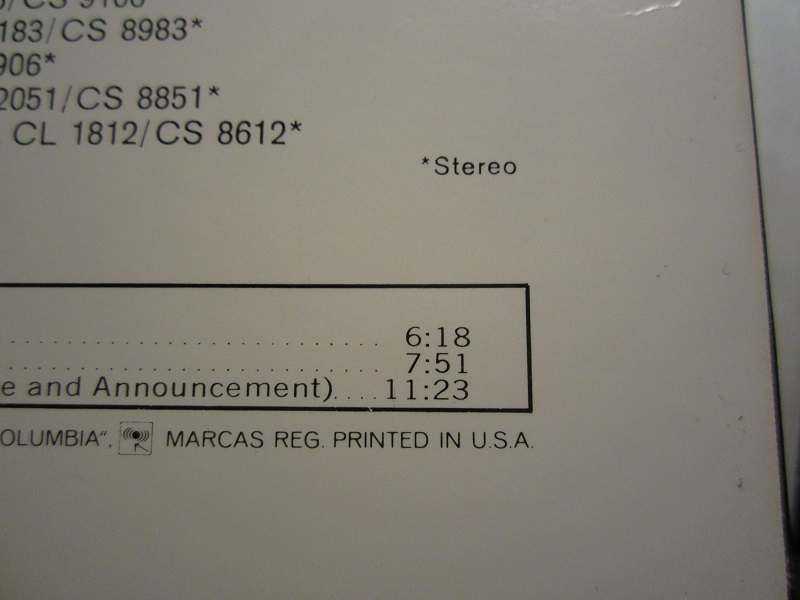 183/CS 8983*
906*
2051/CS 8851*
CL 1812/CS 8612*
*Stereo
............................ 6:18
............................ 7:51
e and Announcement)....11:23
OLUMBIA", MARCAS REG. PRINTED IN U.S.A.